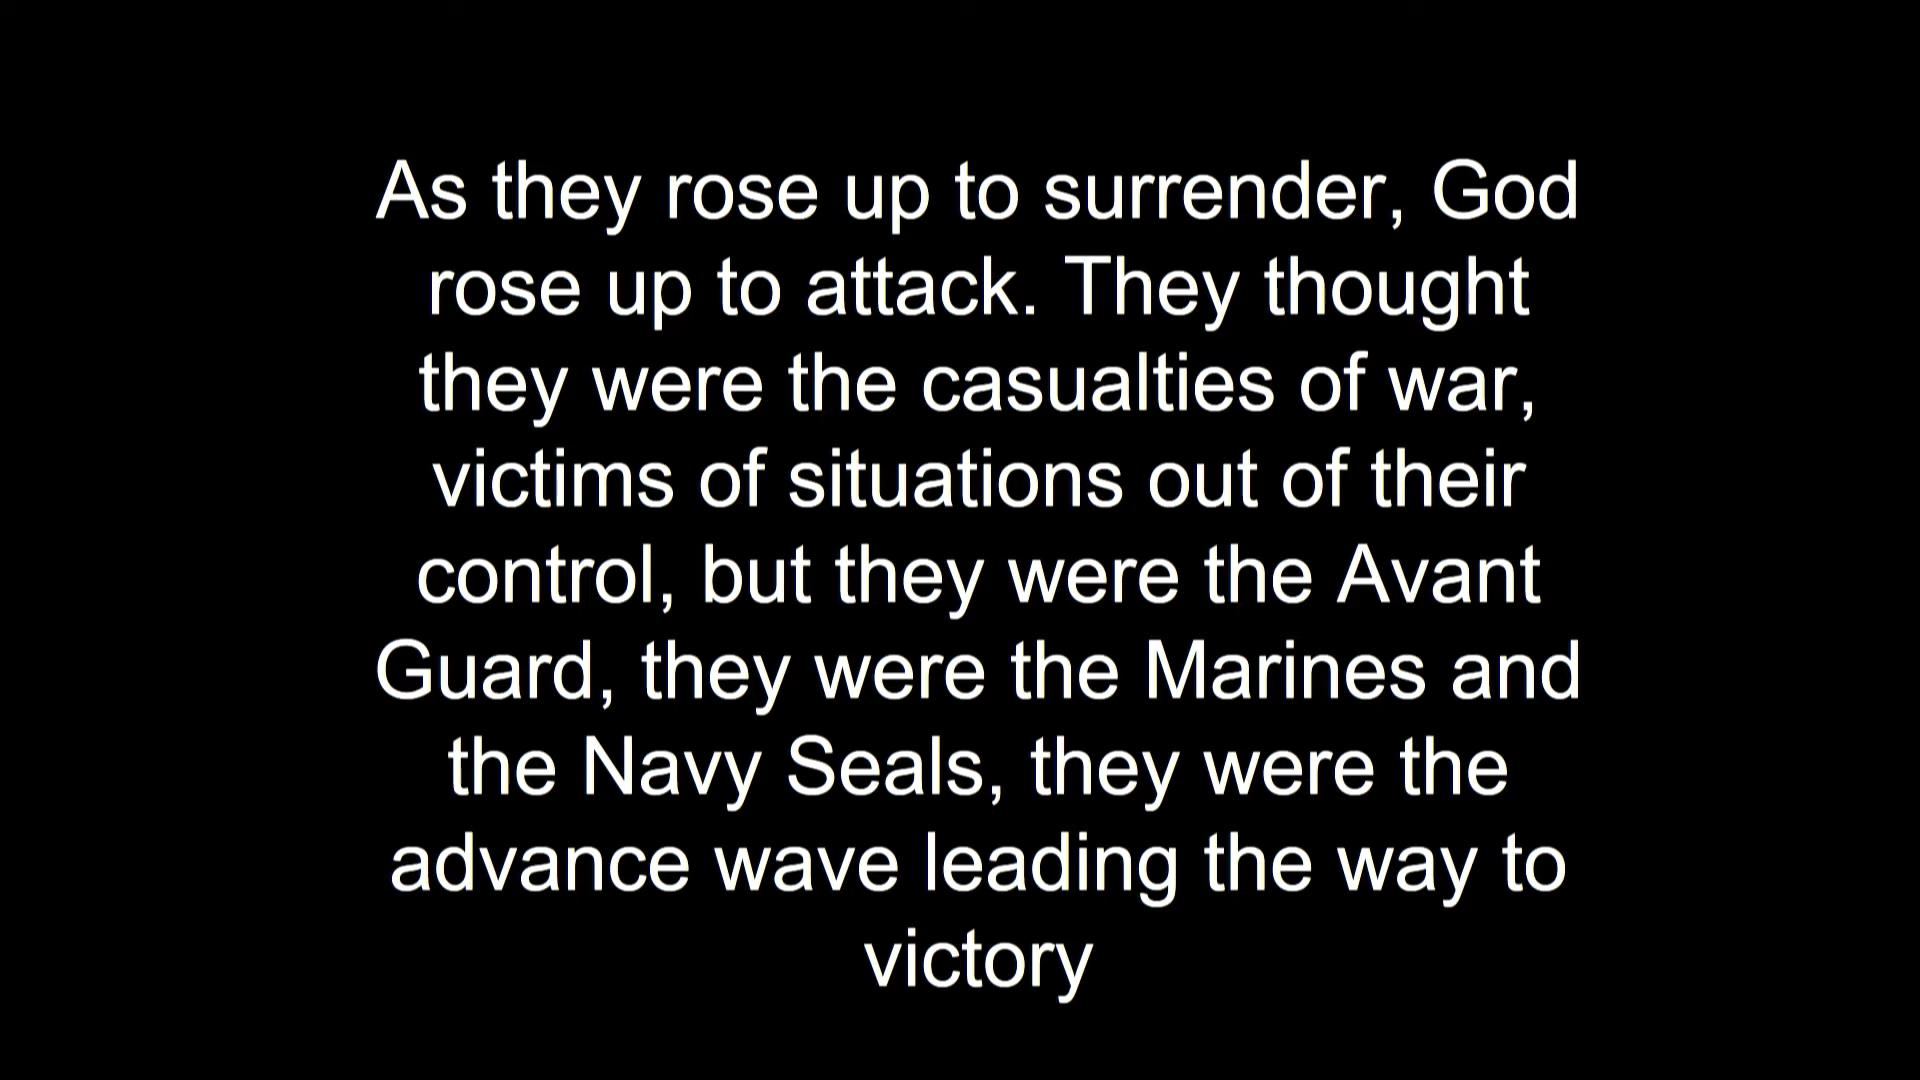 As they rose up to surrender, God
rose up to attack. They thought
they were the casualties of war,
victims of situations out of their
control, but they were the Avant
Guard, they were the Marines and
the Navy Seals, they were the
advance wave leading the way to
victory